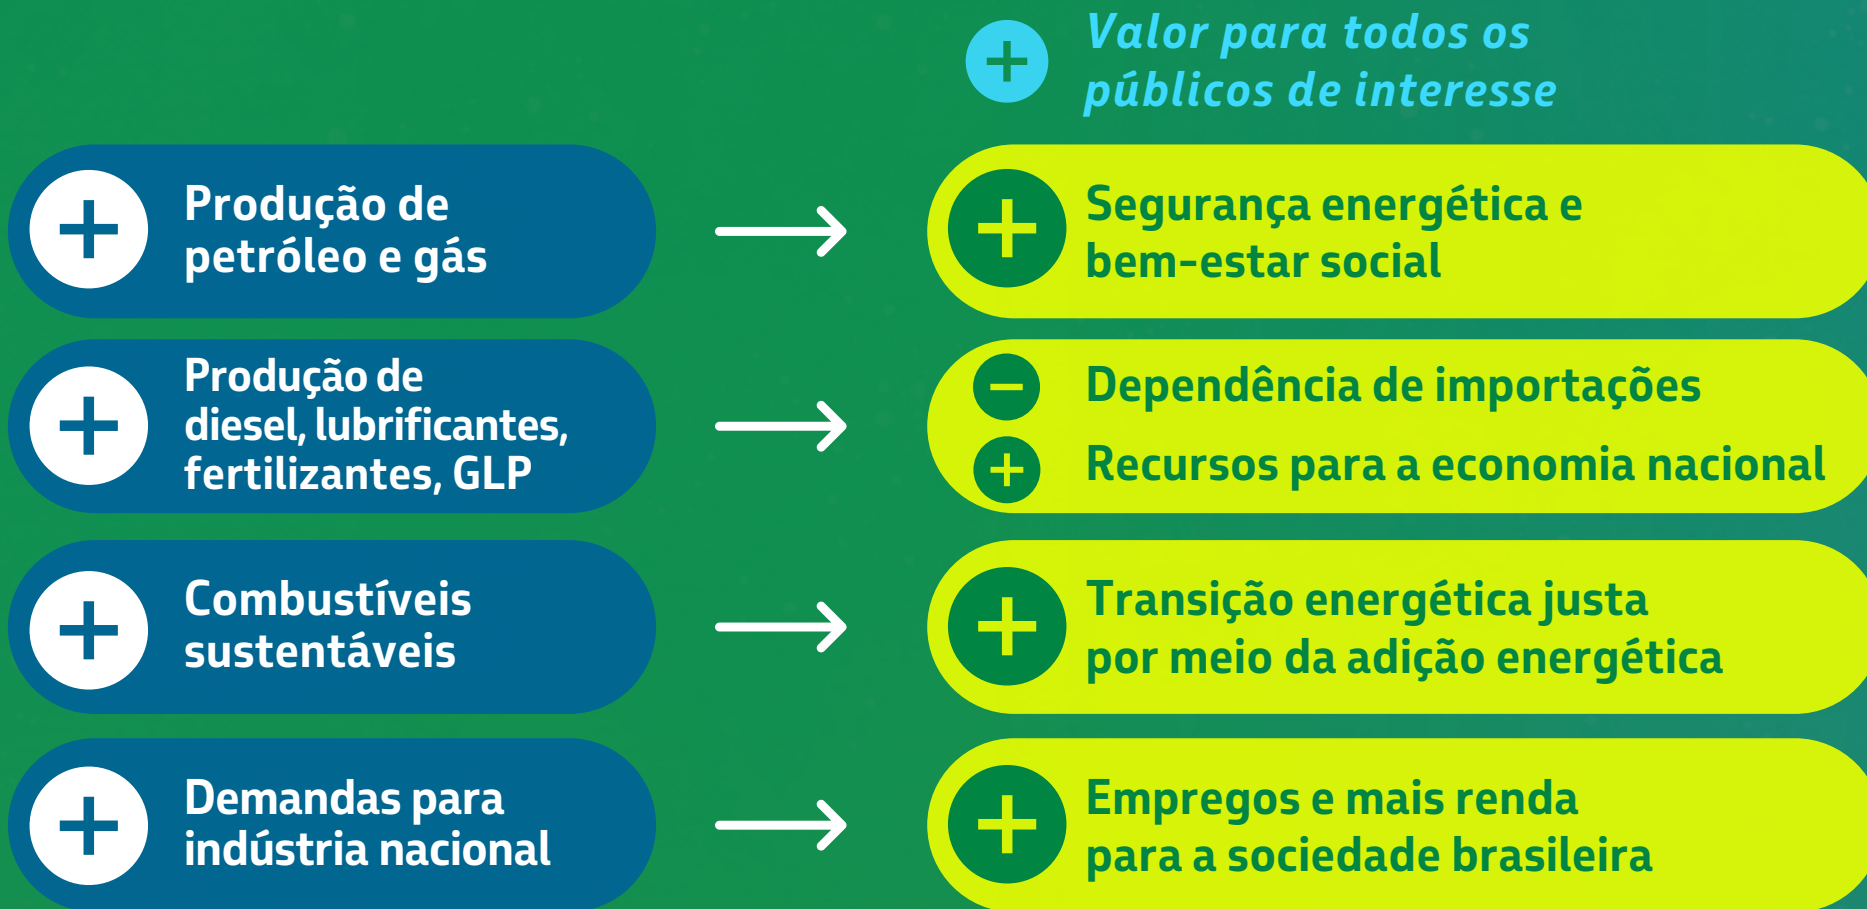 + Valor para todos os
públicos de interesse
+ Produção de
petróleo e gás
+ Segurança energética e
bem-estar social
+ Produção de
diesel, lubrificantes,
fertilizantes, GLP
− Dependência de importações
+ Recursos para a economia nacional
+ Combustíveis
sustentáveis
+ Transição energética justa
por meio da adição energética
+ Demandas para
indústria nacional
+ Empregos e mais renda
para a sociedade brasileira